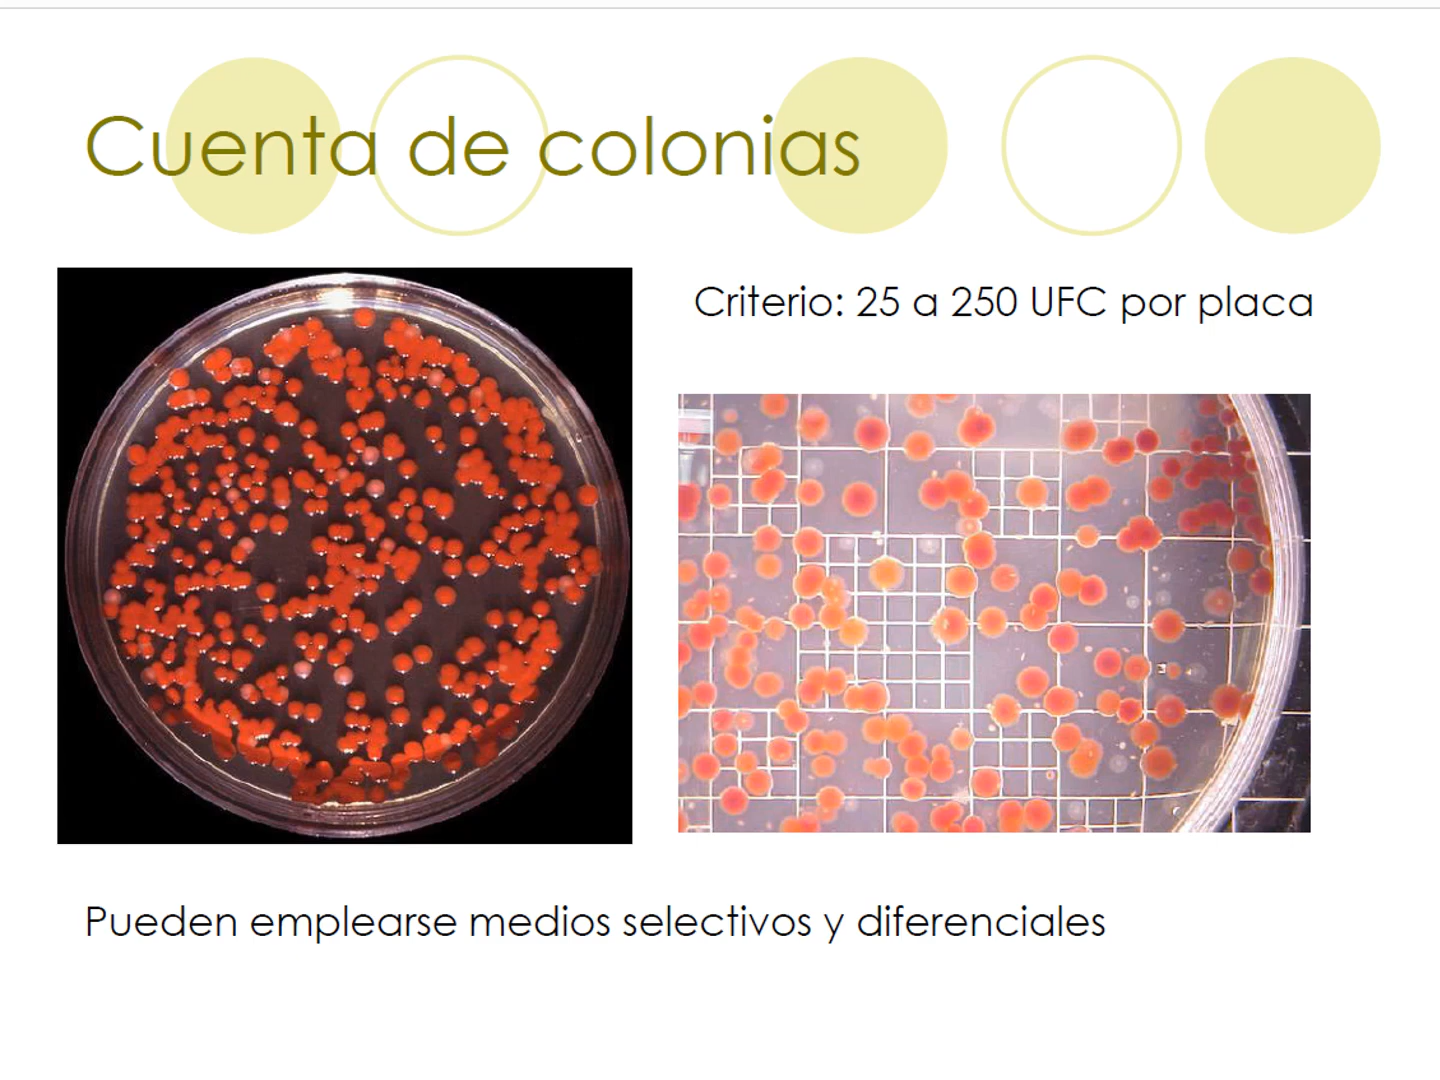 Cuenta de colonias
Criterio: 25 a 250 UFC por placa
Pueden emplearse medios selectivos y diferenciales